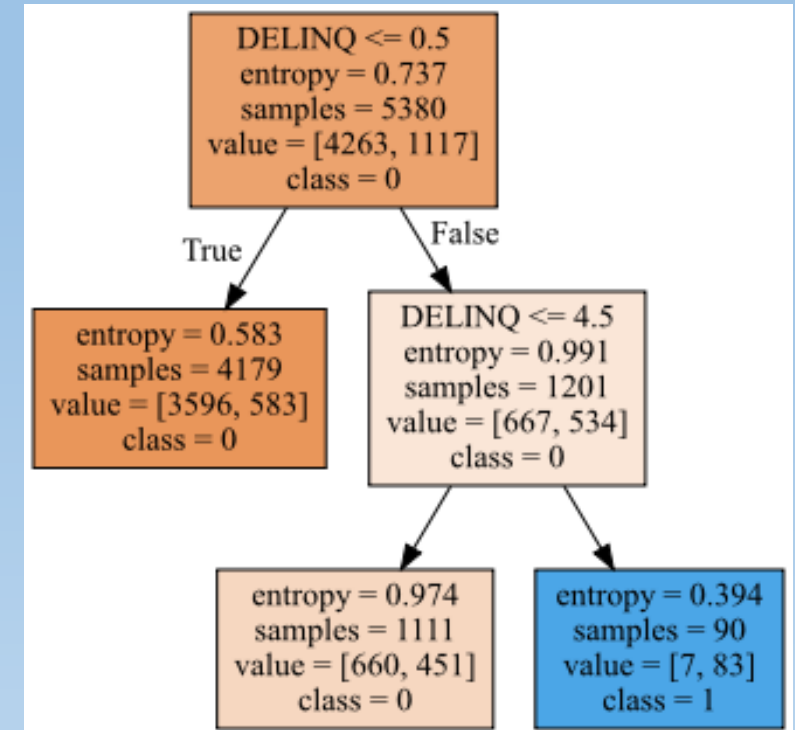 DELINQ <= 0.5
entropy = 0.737
samples = 5380
value = [4263, 1117]
class = 0
True
False
entropy = 0.583
samples = 4179
value = [3596, 583]
class = 0
DELINQ <= 4.5
entropy = 0.991
samples = 1201
value = [667, 534]
class = 0
entropy = 0.974
samples = 1111
value = [660, 451]
class = 0
entropy = 0.394
samples = 90
value = [7, 83]
class = 1